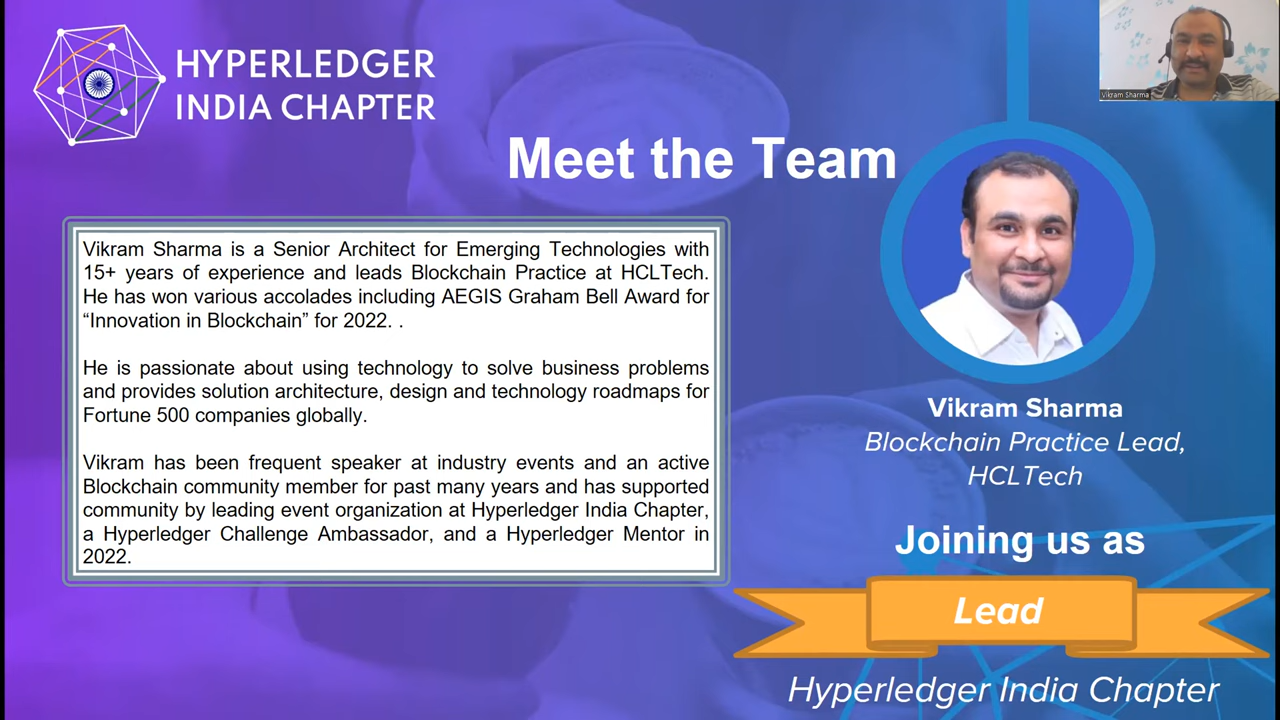 HYPERLEDGER
INDIA CHAPTER
Vikram Sharma
Meet the Team
Vikram Sharma is a Senior Architect for Emerging Technologies with
15+ years of experience and leads Blockchain Practice at HCLTech.
He has won various accolades including AEGIS Graham Bell Award for
“Innovation in Blockchain” for 2022. .
He is passionate about using technology to solve business problems
and provides solution architecture, design and technology roadmaps for
Fortune 500 companies globally.
Vikram has been frequent speaker at industry events and an active
Blockchain community member for past many years and has supported
community by leading event organization at Hyperledger India Chapter,
a Hyperledger Challenge Ambassador, and a Hyperledger Mentor in
2022.
Vikram Sharma
Blockchain Practice Lead,
HCLTech
Joining us as
Lead
Hyperledger India Chapter